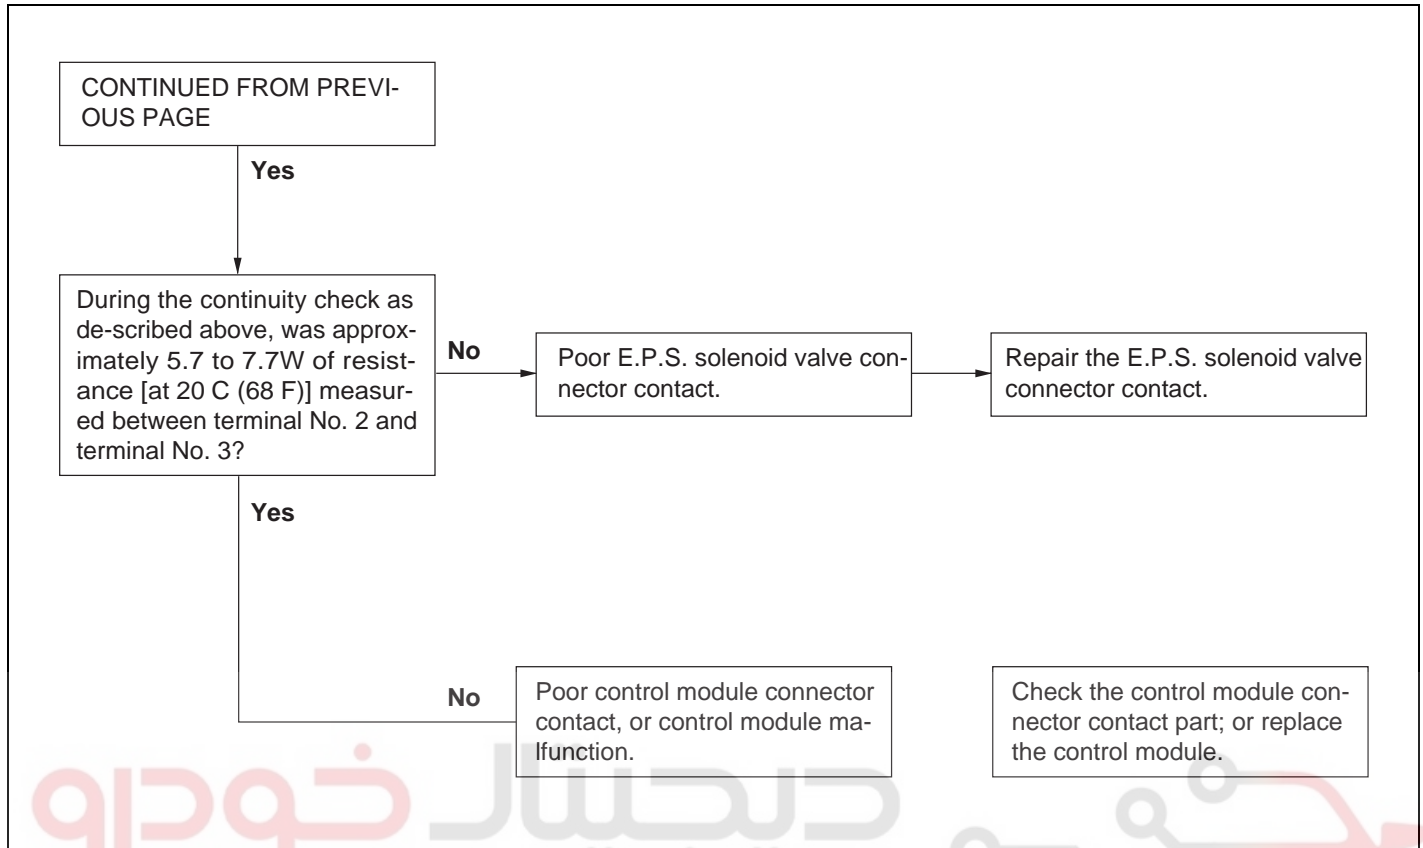 CONTINUED FROM PREVI-
OUS PAGE
Yes
During the continuity check as
de-scribed above, was approx-
imately 5.7 to 7.7W of resist-
ance [at 20 C (68 F)] measur-
ed between terminal No. 2 and
terminal No. 3?
No
Poor E.P.S. solenoid valve con-
nector contact.
Repair the E.P.S. solenoid valve
connector contact.
Yes
No
Poor control module connector
contact, or control module ma-
lfunction.
Check the control module con-
nector contact part; or replace
the control module.
دیجیتال خودرو